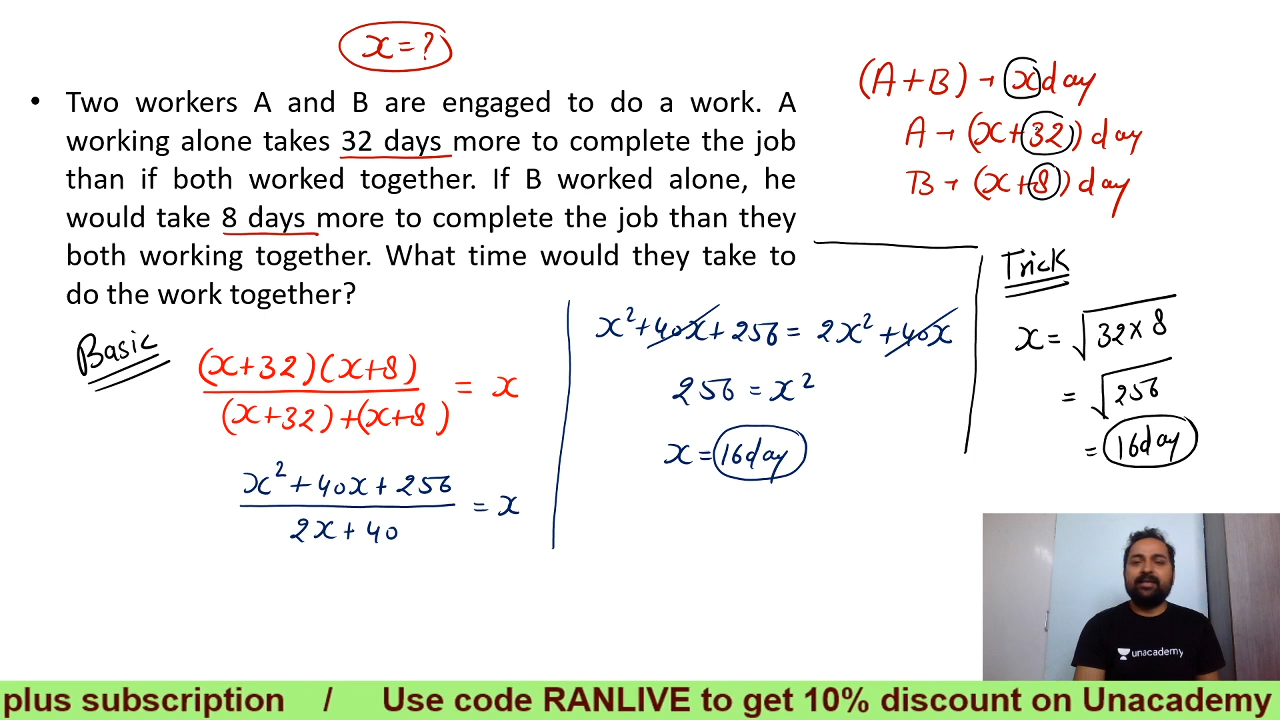 x = ?
• Two workers A and B are engaged to do a work. A
working alone takes 32 days more to complete the job
than if both worked together. If B worked alone, he
would take 8 days more to complete the job than they
both working together. What time would they take to
do the work together?
(A+B) → x day
A → (x+32) day
B → (x+8) day
Basic
(x+32)(x+8)
(x+32)+(x+8)
= x
x²+40x+256
2x+40
= x
x²+40x+256 = 2x²+40x
256 = x²
x = 16day
Trick
x = √32×8
= √256
= 16day
unacademy
plus subscription / Use code RANLIVE to get 10% discount on Unacademy